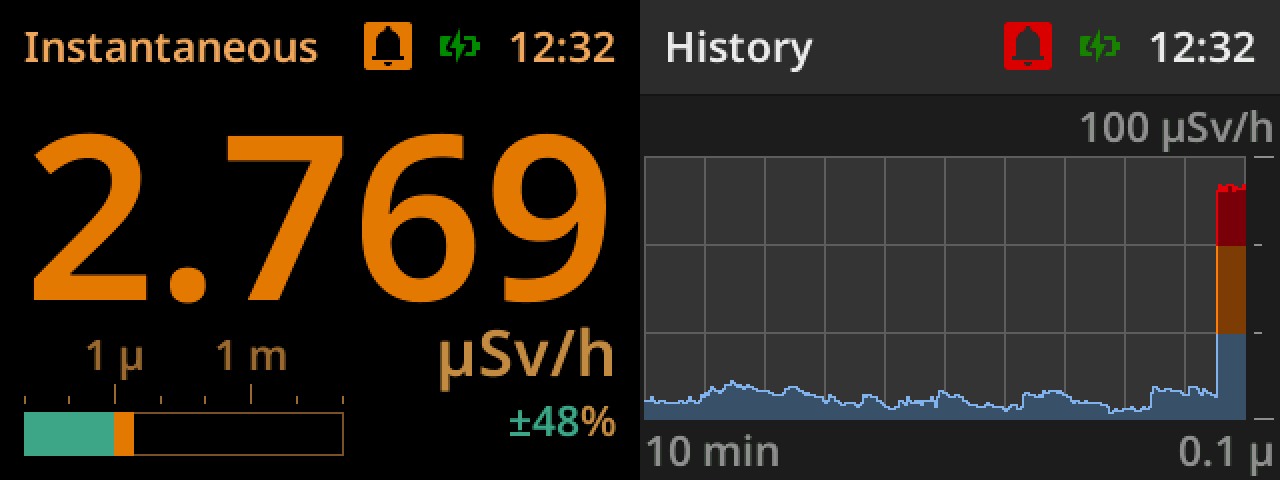 Instantaneous 12:32
2.769
µSv/h
1 µ 1 m
±48%
History 12:32
100 µSv/h
10 min 0.1 µ